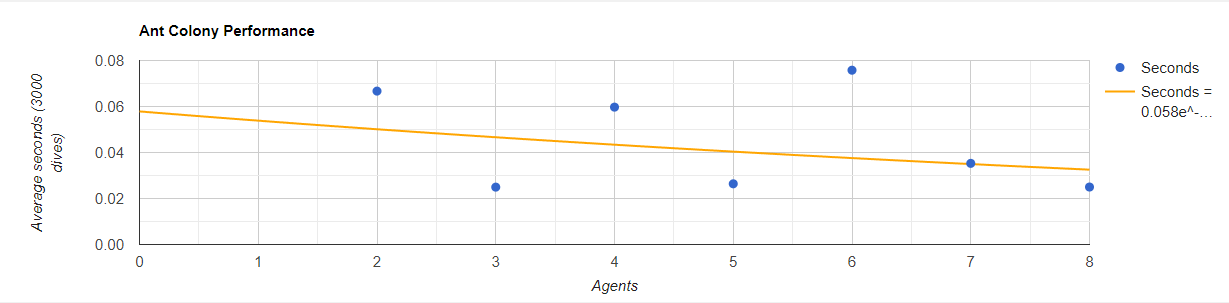 Ant Colony Performance
Average seconds (3000
dives)
0.08
0.06
0.04
0.02
0.00
0 1 2 3 4 5 6 7 8
Agents
Seconds
Seconds =
0.058e^-...